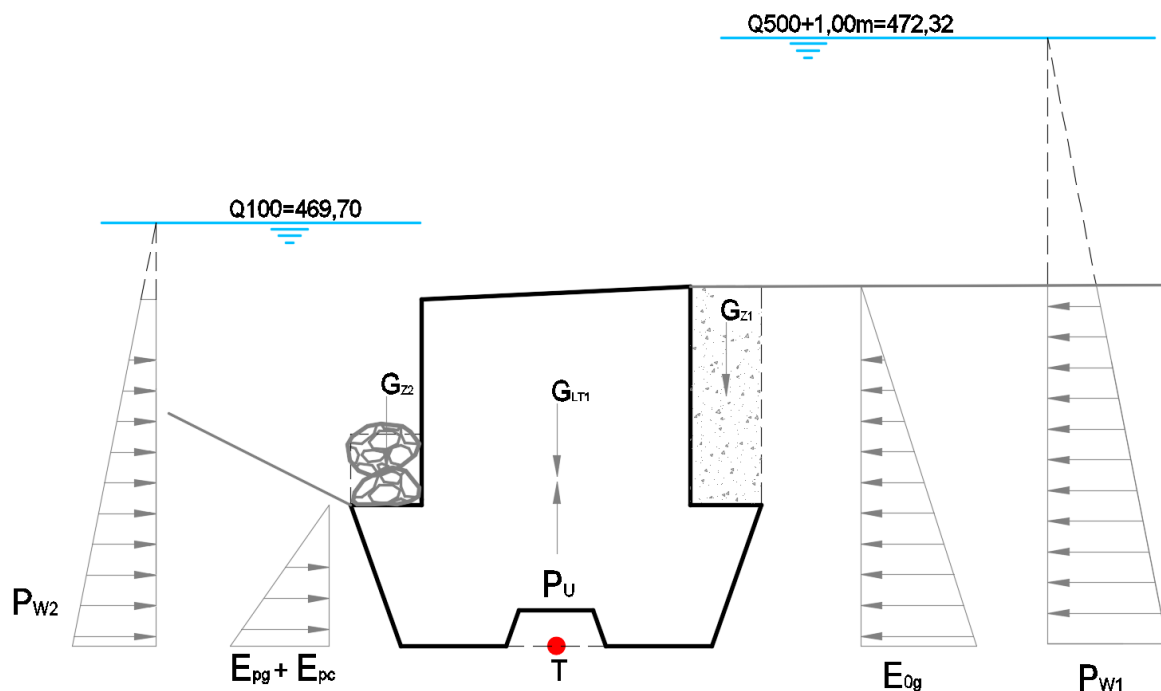 Q500+1,00m=472,32
Q100=469,70
GZ1
GZ2
GLT1
PU
PW2
Epg + Epc
T
E0g
PW1